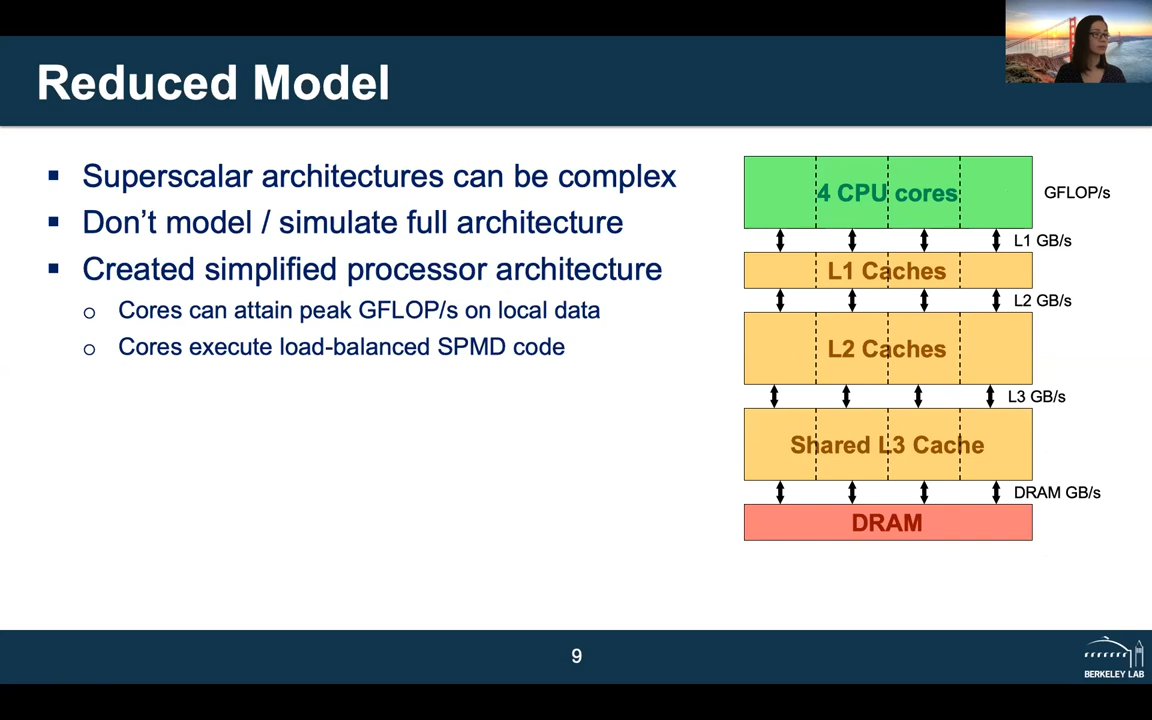 Reduced Model
Superscalar architectures can be complex
Don't model / simulate full architecture
Created simplified processor architecture
Cores can attain peak GFLOP/s on local data
Cores execute load-balanced SPMD code
4 CPU cores
GFLOP/s
L1 GB/s
L1 Caches
L2 GB/s
L2 Caches
L3 GB/s
Shared L3 Cache
DRAM GB/s
DRAM
9
BERKELEY LAB